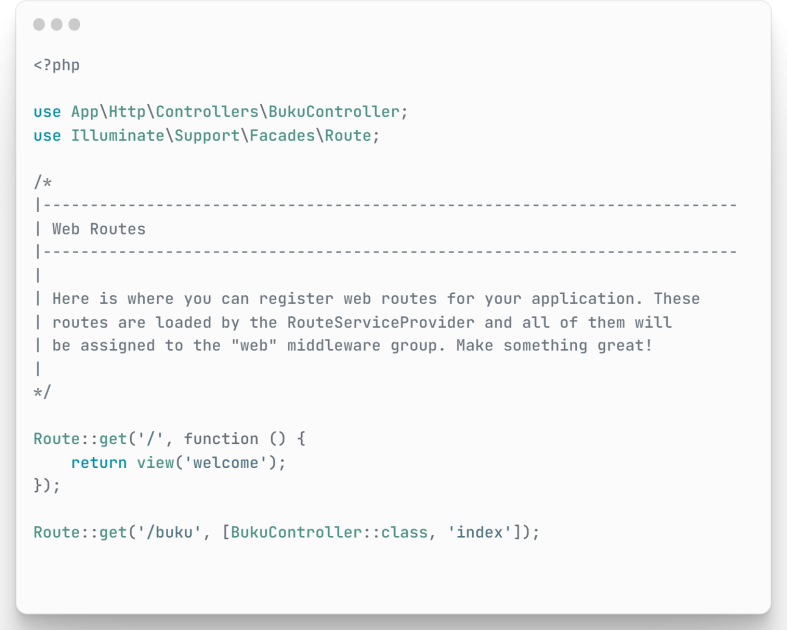 <?php
use App\Http\Controllers\BukuController;
use Illuminate\Support\Facades\Route;
/*
|--------------------------------------------------------------------------
| Web Routes
|--------------------------------------------------------------------------
|
| Here is where you can register web routes for your application. These
| routes are loaded by the RouteServiceProvider and all of them will
| be assigned to the "web" middleware group. Make something great!
|
*/
Route::get('/', function () {
    return view('welcome');
});
Route::get('/buku', [BukuController::class, 'index']);